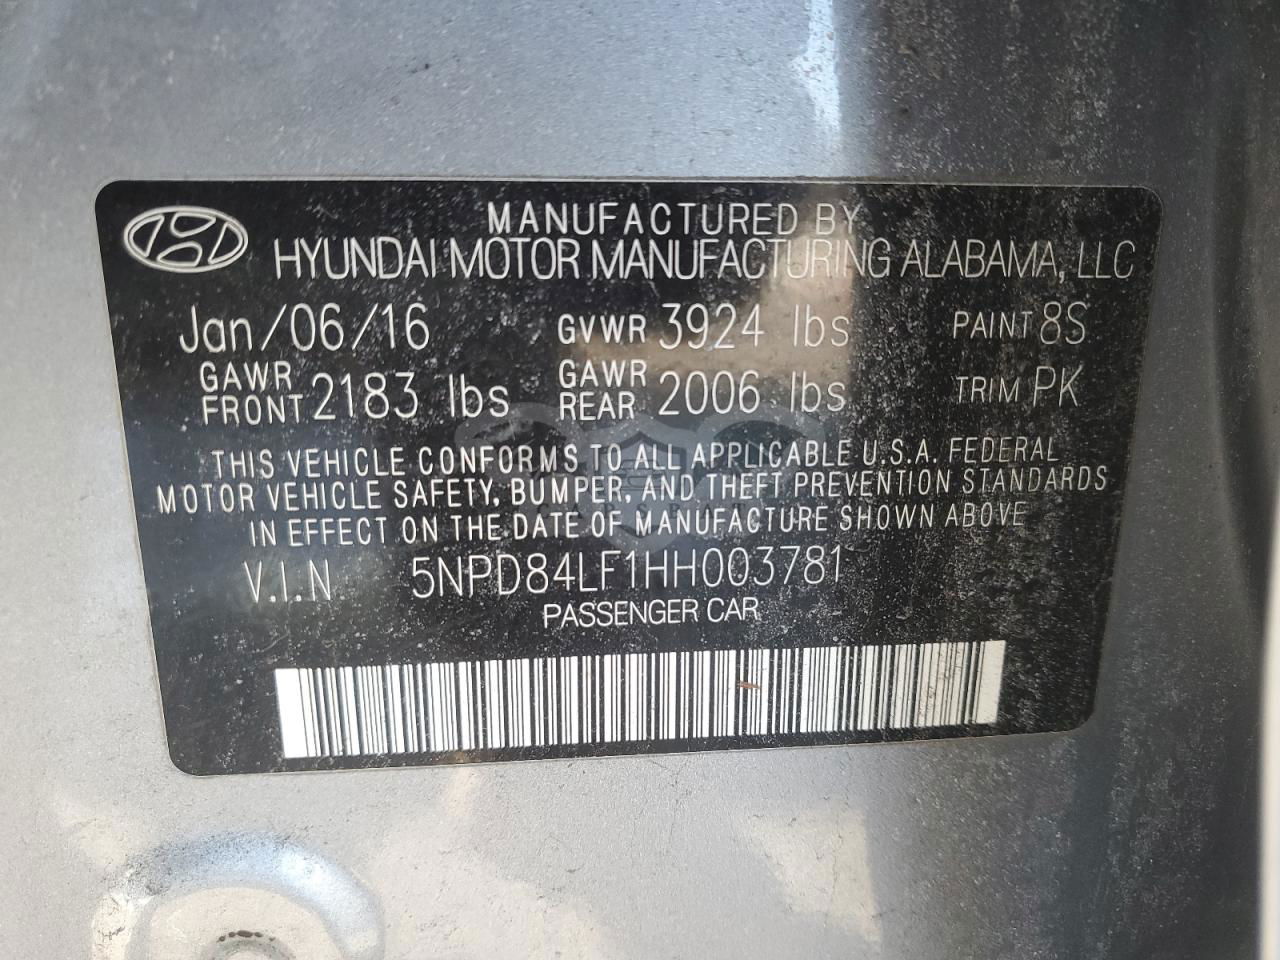 MANUFACTURED BY
HYUNDAI MOTOR MANUFACTURING ALABAMA, LLC
Jan/06/16 GVWR 3924 lbs PAINT 8S
GAWR FRONT 2183 lbs GAWR REAR 2006 lbs TRIM PK
THIS VEHICLE CONFORMS TO ALL APPLICABLE U.S.A. FEDERAL
MOTOR VEHICLE SAFETY, BUMPER, AND THEFT PREVENTION STANDARDS
IN EFFECT ON THE DATE OF MANUFACTURE SHOWN ABOVE
V.I.N 5NPD84LF1HH003781
PASSENGER CAR